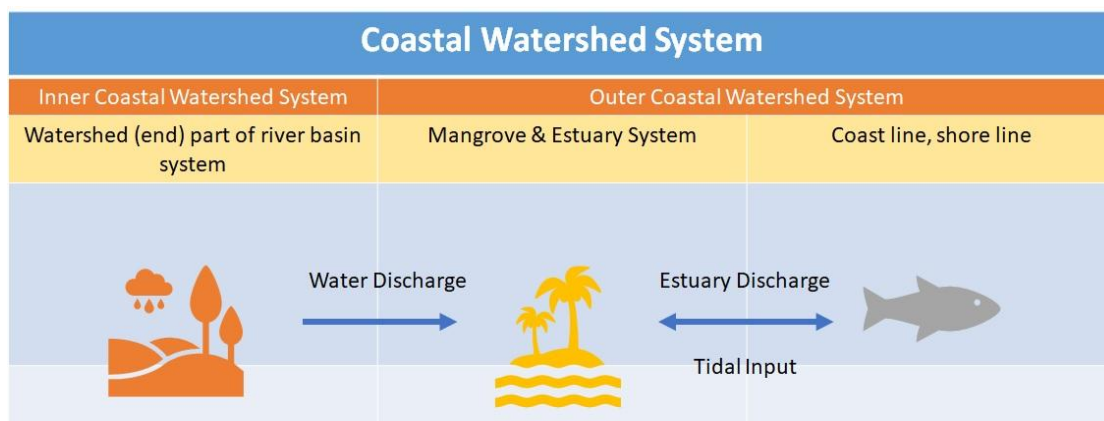 Coastal Watershed System
Inner Coastal Watershed System
Outer Coastal Watershed System
Watershed (end) part of river basin
system
Mangrove & Estuary System
Coast line, shore line
Water Discharge
Estuary Discharge
Tidal Input